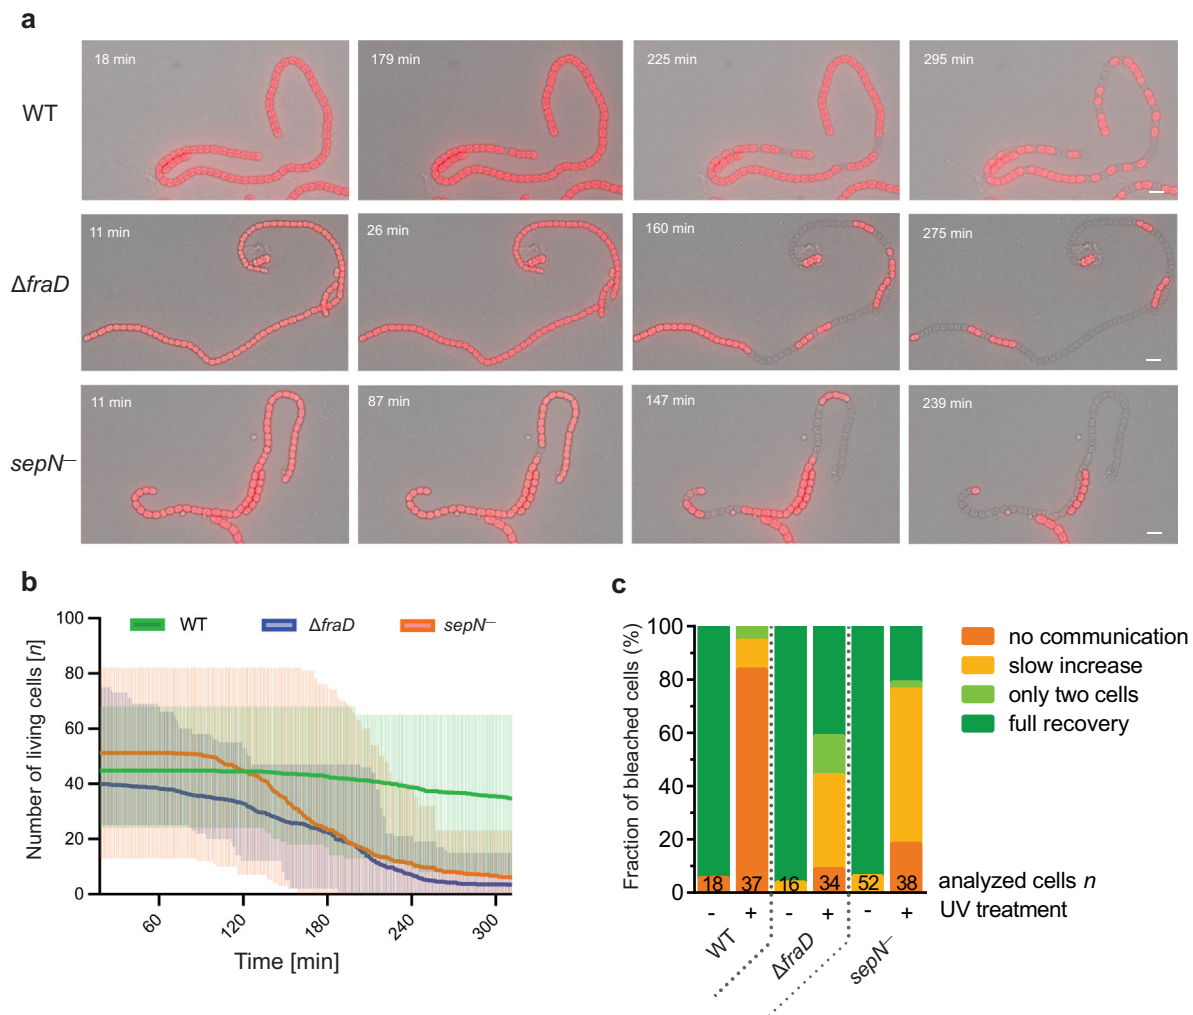 a
WT
18 min
179 min
225 min
295 min
ΔfraD
11 min
26 min
160 min
275 min
sepN⁻
11 min
87 min
147 min
239 min
b
WT
ΔfraD
sepN⁻
Number of living cells [n]
100
80
60
40
20
0
60
120
180
240
300
Time [min]
c
Fraction of bleached cells (%)
100
80
60
40
20
0
18
37
16
34
52
38
analyzed cells n
- + - + - + UV treatment
WT
ΔfraD
sepN⁻
no communication
slow increase
only two cells
full recovery